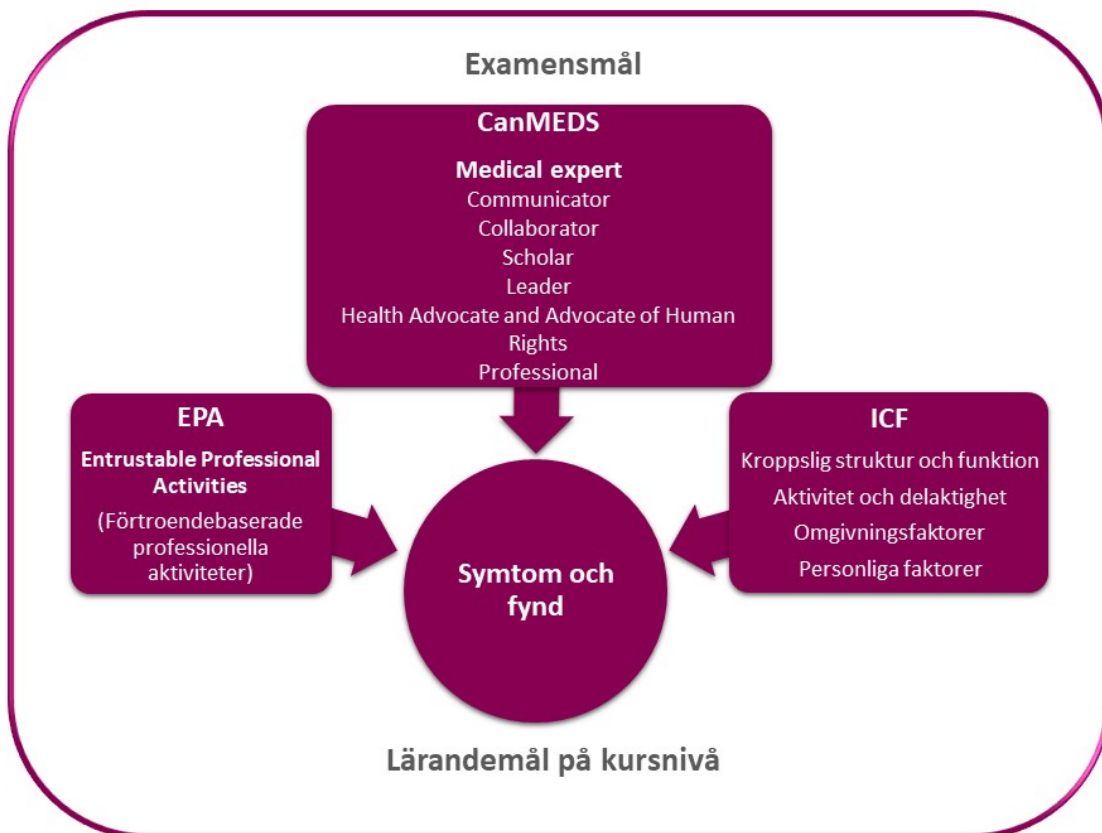 Examensmål
CanMEDS
Medical expert
Communicator
Collaborator
Scholar
Leader
Health Advocate and Advocate of Human
Rights
Professional
EPA
Entrustable Professional
Activities
(Förtroendebaserade
professionella
aktiviteter)
ICF
Kroppslig struktur och funktion
Aktivitet och delaktighet
Omgivningsfaktorer
Personliga faktorer
Symtom och
fynd
Lärandemål på kursnivå